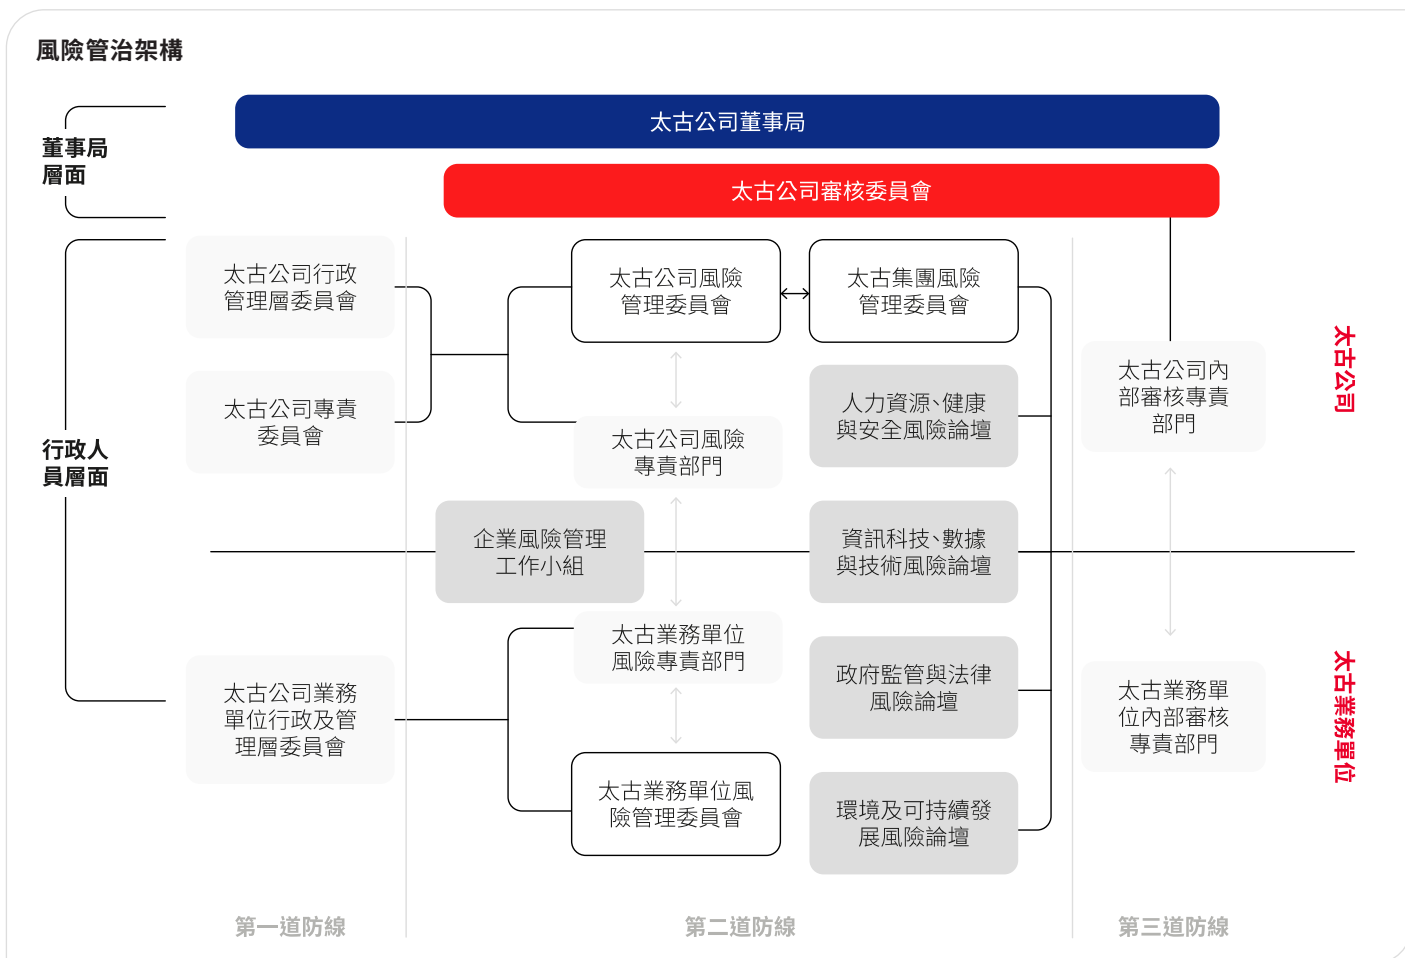 風險管治架構
太古公司董事局
董事局
層面
太古公司審核委員會
太古公司行政
管理層委員會
太古公司風險
管理委員會
太古集團風險
管理委員會
太古公司專責
委員會
太古公司風險
專責部門
人力資源、健康
與安全風險論壇
太古公司內
部審核專責
部門
太古公司
行政人
員層面
企業風險管理
工作小組
資訊科技、數據
與技術風險論壇
太古公司業務
單位行政及管
理層委員會
太古業務單位
風險專責部門
政府監管與法律
風險論壇
太古業務單
位內部審核
專責部門
太古業務單位
太古業務單位風
險管理委員會
環境及可持續發
展風險論壇
第一道防線
第二道防線
第三道防線